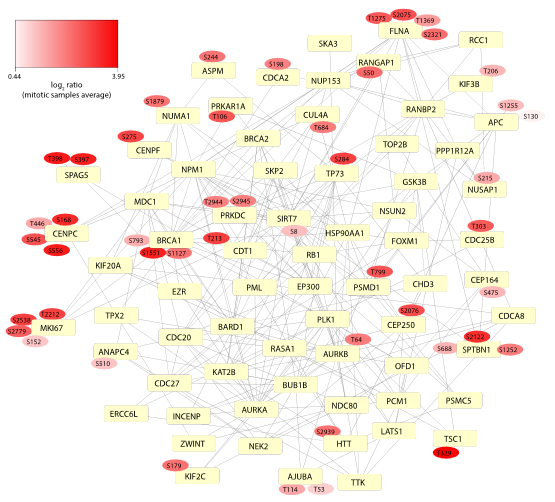 0.44 3.95
log2 ratio
(mitotic samples average)
T1275
S2075
T1369
FLNA
S2321
SKA3
RCC1
S244
ASPM
S198
CDCA2
RANGAP1
S50
NUP153
T206
KIF3B
S1879
NUMA1
PRKAR1A
T106
CUL4A
T684
RANBP2
S1255
S130
APC
S275
CENPF
BRCA2
TOP2B
PPP1R12A
T398
S397
SPAG5
NPM1
SKP2
S284
TP73
GSK3B
S215
NUSAP1
MDC1
T2944
S2945
PRKDC
SIRT7
S8
NSUN2
T446
S168
CENPC
S545
S556
S793
BRCA1
S1551
S1127
T213
CDT1
HSP90AA1
FOXM1
T303
CDC25B
RB1
KIF20A
T799
PSMD1
CHD3
CEP164
S475
EZR
PML
EP300
S2538
T2212
MKI67
S2779
S152
TPX2
BARD1
PLK1
S2076
CEP250
CDCA8
CDC20
RASA1
T64
AURKB
S2122
S688
SPTBN1
S1252
ANAPC4
S510
KAT2B
OFD1
CDC27
BUB1B
ERCC6L
INCENP
AURKA
NDC80
PCM1
PSMC5
ZWINT
NEK2
S2939
HTT
LATS1
TSC1
T329
S179
KIF2C
AJUBA
T114
T53
TTK